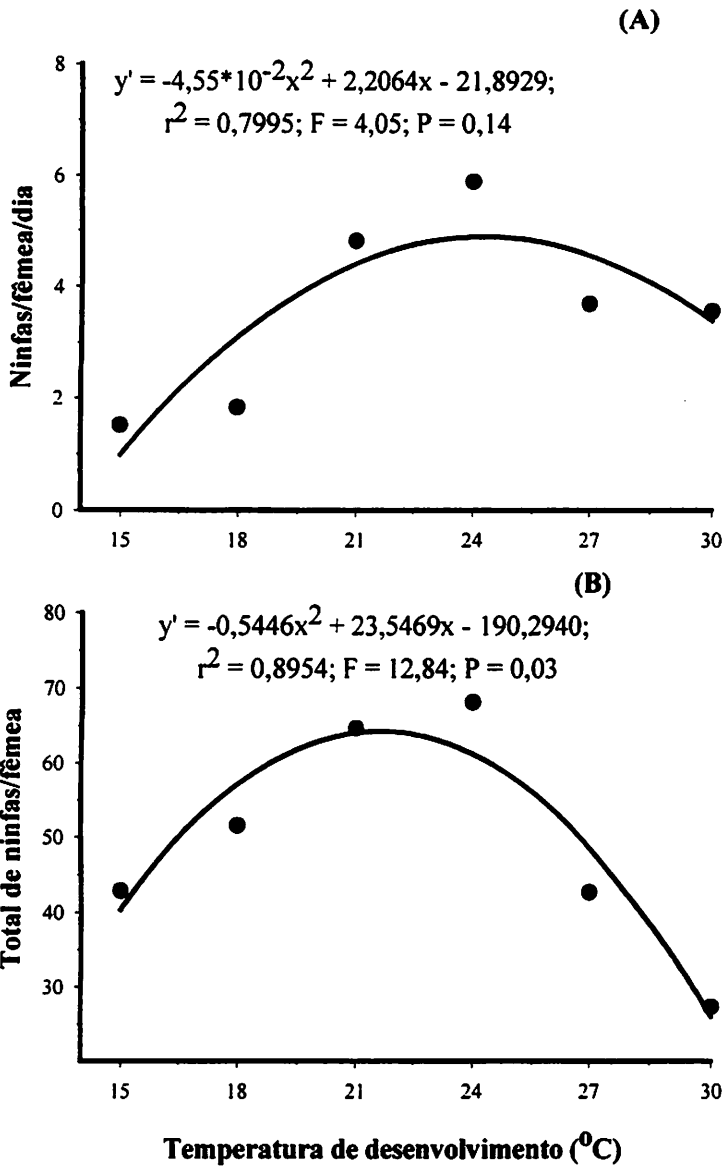 (A)
y' = -4,55*10⁻²x² + 2,2064x - 21,8929;
r² = 0,7995; F = 4,05; P = 0,14
Ninfas/fêmea/dia
8
6
4
2
0
15 18 21 24 27 30
(B)
y' = -0,5446x² + 23,5469x - 190,2940;
r² = 0,8954; F = 12,84; P = 0,03
Total de ninfas/fêmea
80
70
60
50
40
30
15 18 21 24 27 30
Temperatura de desenvolvimento (⁰C)